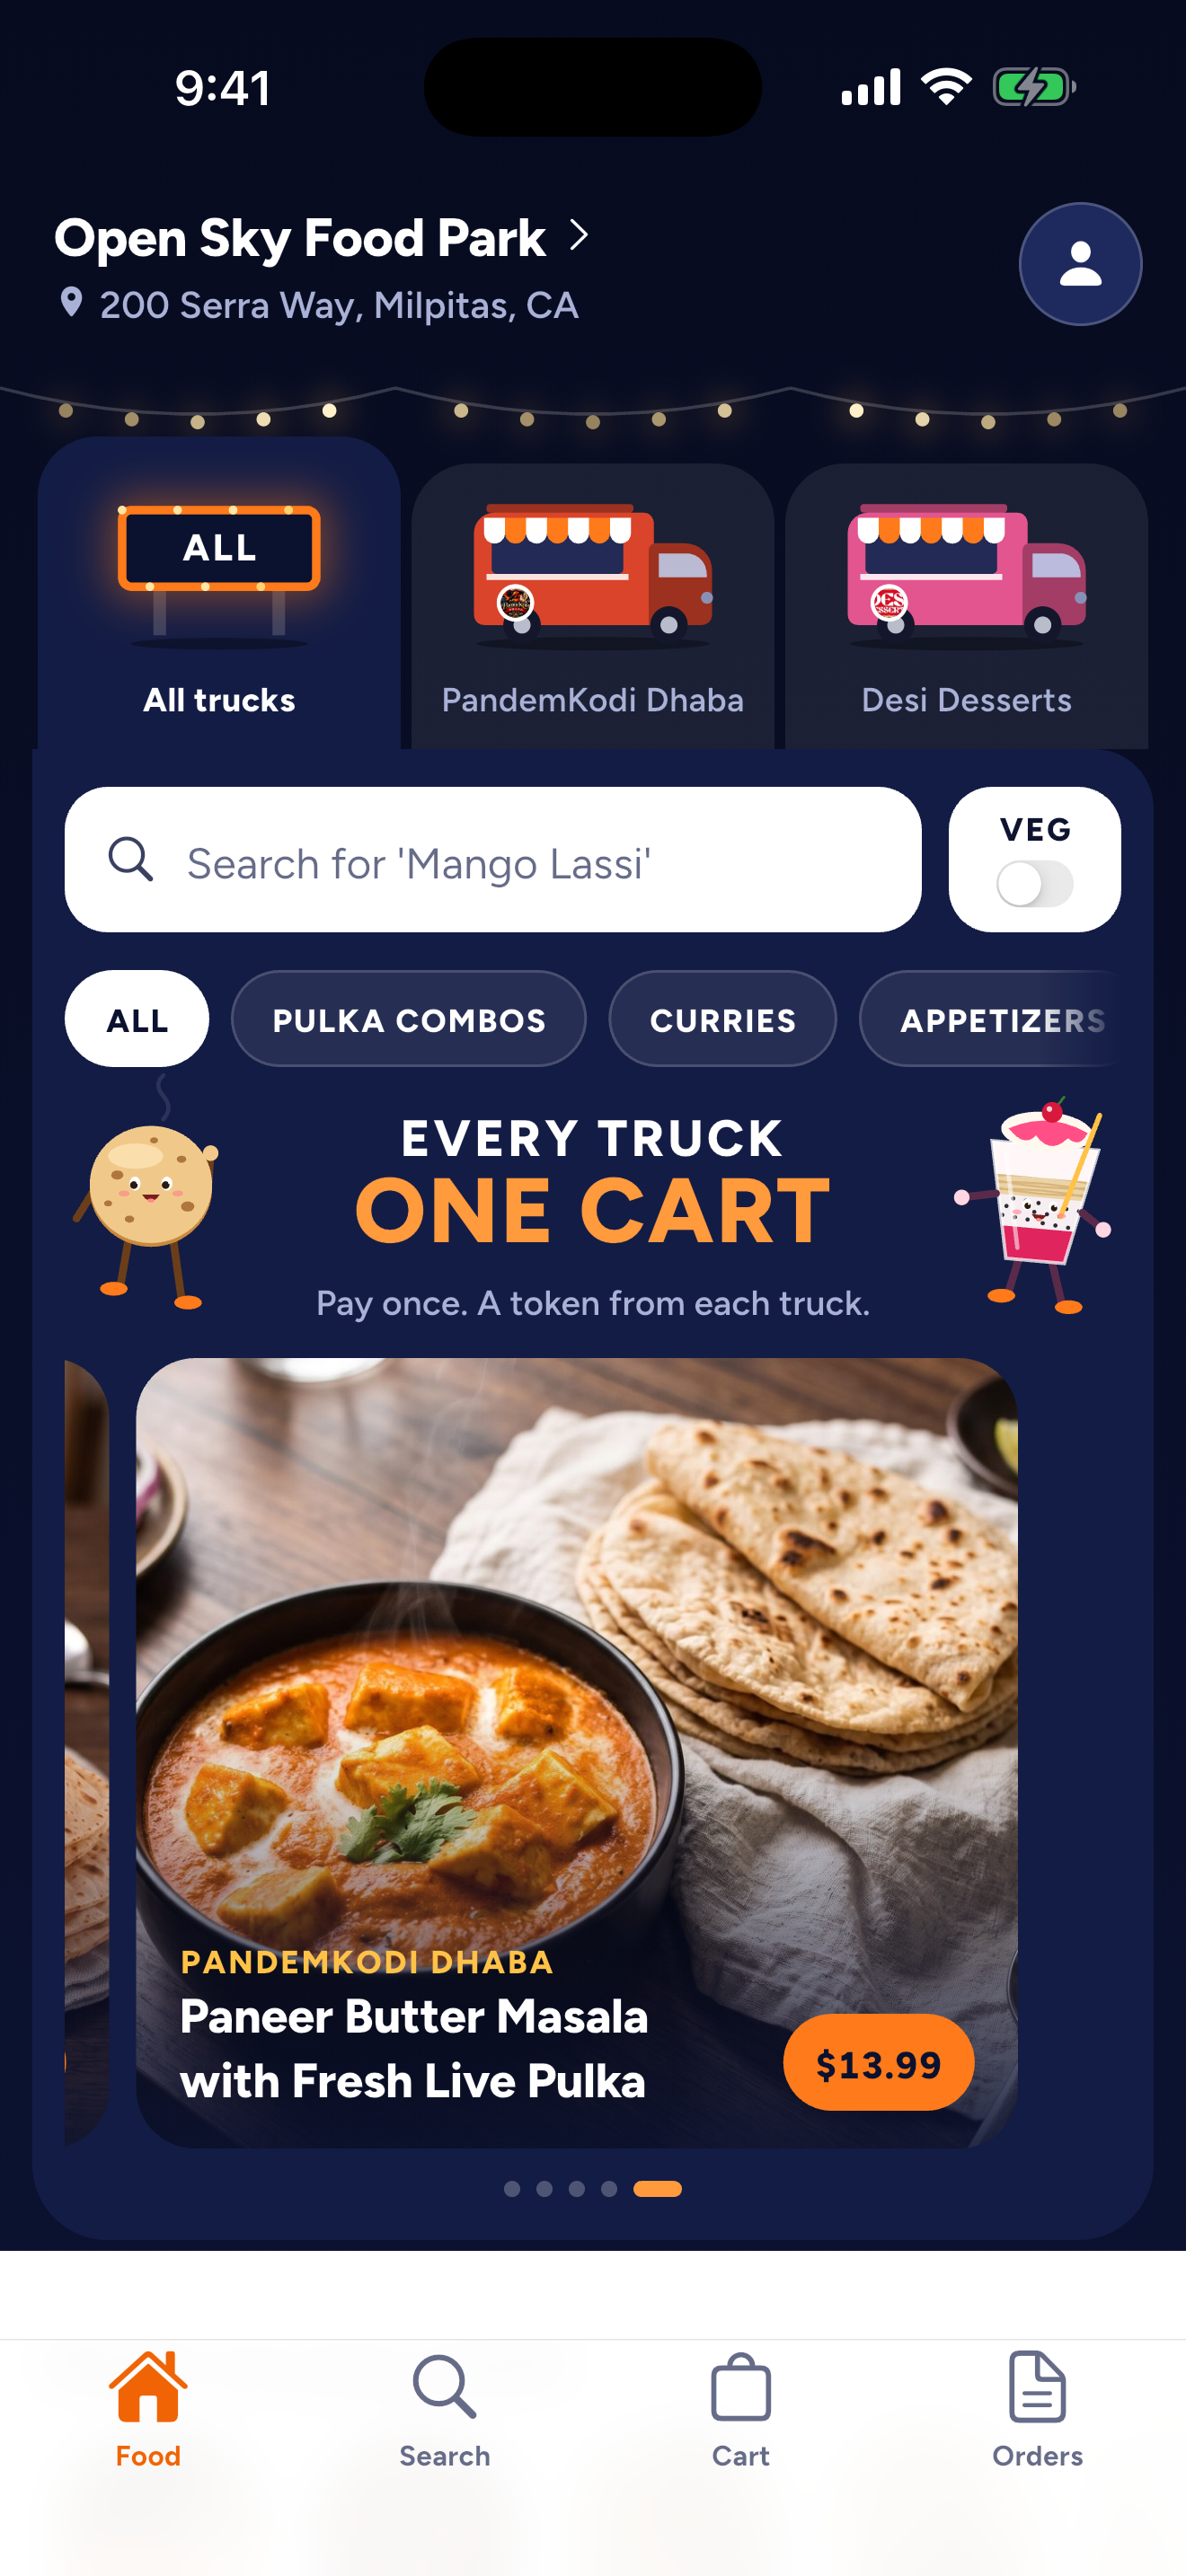 9:41
Open Sky Food Park
200 Serra Way, Milpitas, CA
ALL
All trucks
PandemKodi Dhaba
Desi Desserts
Search for 'Mango Lassi'
VEG
ALL
PULKA COMBOS
CURRIES
APPETIZERS
EVERY TRUCK
ONE CART
Pay once. A token from each truck.
PANDEMKODI DHABA
Paneer Butter Masala
with Fresh Live Pulka
$13.99
Food
Search
Cart
Orders